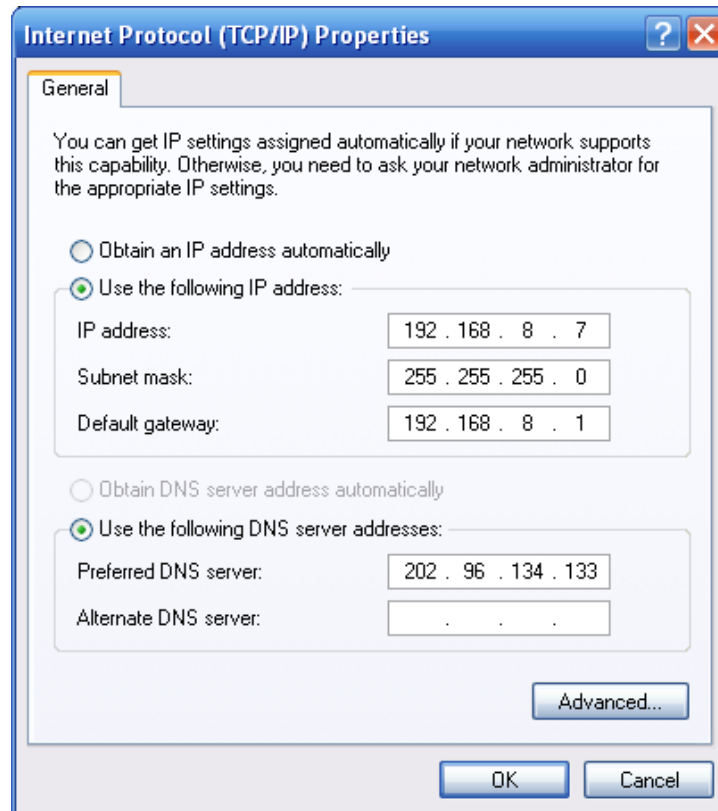 Internet Protocol (TCP/IP) Properties
General
You can get IP settings assigned automatically if your network supports
this capability. Otherwise, you need to ask your network administrator for
the appropriate IP settings.
Obtain an IP address automatically
Use the following IP address:
IP address: 192 . 168 . 8 . 7
Subnet mask: 255 . 255 . 255 . 0
Default gateway: 192 . 168 . 8 . 1
Obtain DNS server address automatically
Use the following DNS server addresses:
Preferred DNS server: 202 . 96 . 134 . 133
Alternate DNS server: . . .
Advanced...
OK Cancel